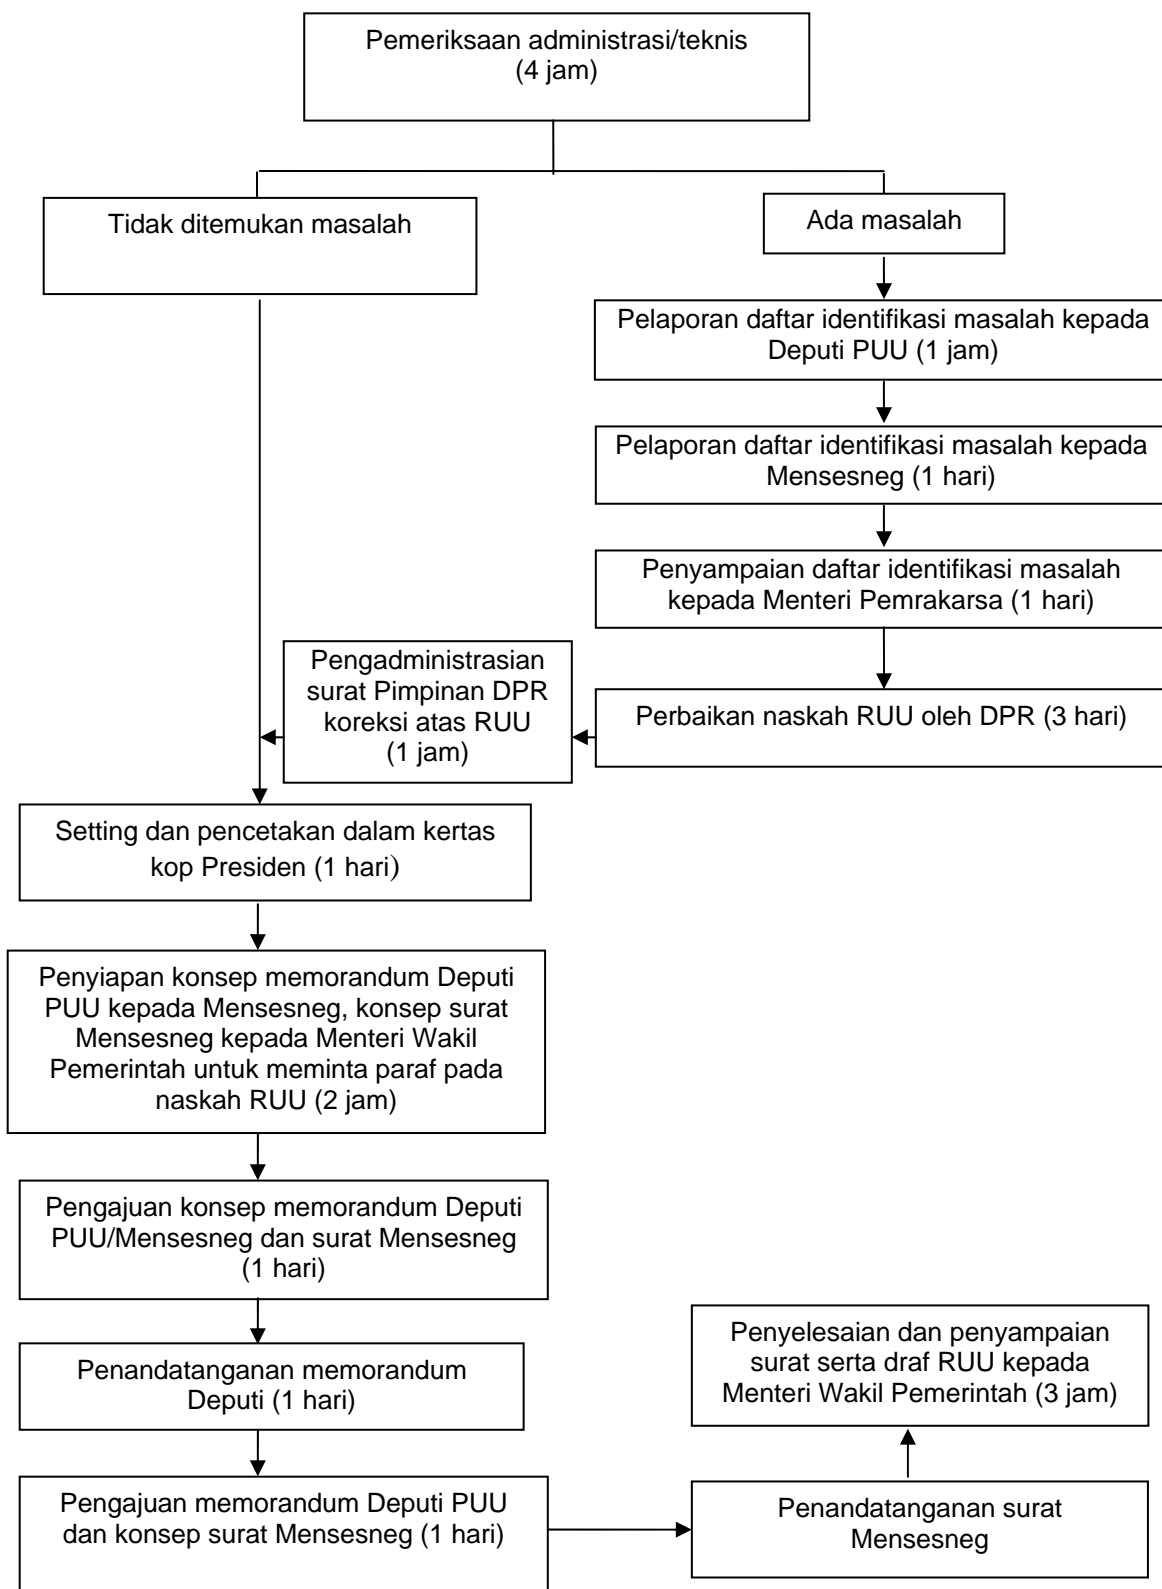 Pemeriksaan administrasi/teknis
(4 jam)
Tidak ditemukan masalah
Ada masalah
Pelaporan daftar identifikasi masalah kepada
Deputi PUU (1 jam)
Pelaporan daftar identifikasi masalah kepada
Mensesneg (1 hari)
Penyampaian daftar identifikasi masalah
kepada Menteri Pemrakarsa (1 hari)
Perbaikan naskah RUU oleh DPR (3 hari)
Pengadministrasian
surat Pimpinan DPR
koreksi atas RUU
(1 jam)
Setting dan pencetakan dalam kertas
kop Presiden (1 hari)
Penyiapan konsep memorandum Deputi
PUU kepada Mensesneg, konsep surat
Mensesneg kepada Menteri Wakil
Pemerintah untuk meminta paraf pada
naskah RUU (2 jam)
Pengajuan konsep memorandum Deputi
PUU/Mensesneg dan surat Mensesneg
(1 hari)
Penandatanganan memorandum
Deputi (1 hari)
Pengajuan memorandum Deputi PUU
dan konsep surat Mensesneg (1 hari)
Penandatanganan surat
Mensesneg
Penyelesaian dan penyampaian
surat serta draf RUU kepada
Menteri Wakil Pemerintah (3 jam)